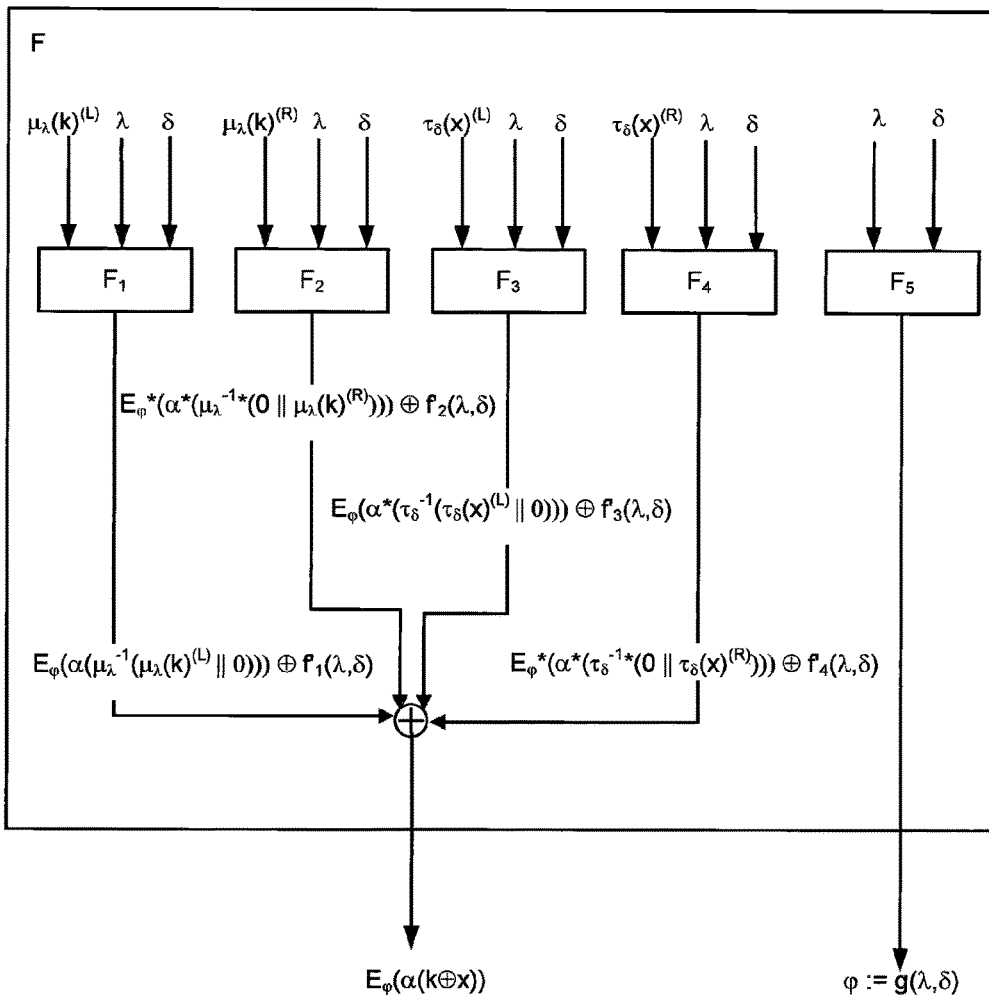 F
μλ(k)^(L) λ δ μλ(k)^(R) λ δ τδ(x)^(L) λ δ τδ(x)^(R) λ δ λ δ
F₁ F₂ F₃ F₄ F₅
Eφ*(α*(μλ⁻¹*(0 || μλ(k)^(R)))) ⊕ f'₂(λ,δ)
Eφ(α*(τδ⁻¹(τδ(x)^(L) || 0))) ⊕ f'₃(λ,δ)
Eφ(α(μλ⁻¹(μλ(k)^(L) || 0))) ⊕ f'₁(λ,δ)
Eφ*(α*(τδ⁻¹*(0 || τδ(x)^(R)))) ⊕ f'₄(λ,δ)
Eφ(α(k⊕x))
φ := g(λ,δ)